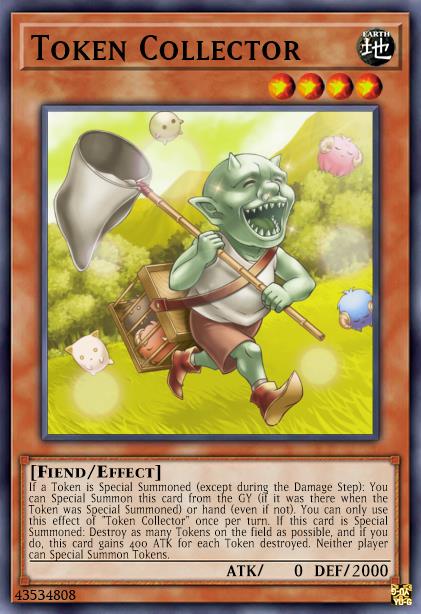 TOKEN COLLECTOR
EARTH
地
[FIEND/EFFECT]
If a Token is Special Summoned (except during the Damage Step): You
can Special Summon this card from the GY (if it was there when the
Token was Special Summoned) or hand (even if not). You can only use
this effect of "Token Collector" once per turn. If this card is Special
Summoned: Destroy as many Tokens on the field as possible, and if you
do, this card gains 400 ATK for each Token destroyed. Neither player
can Special Summon Tokens.
ATK/ 0 DEF/2000
43534808